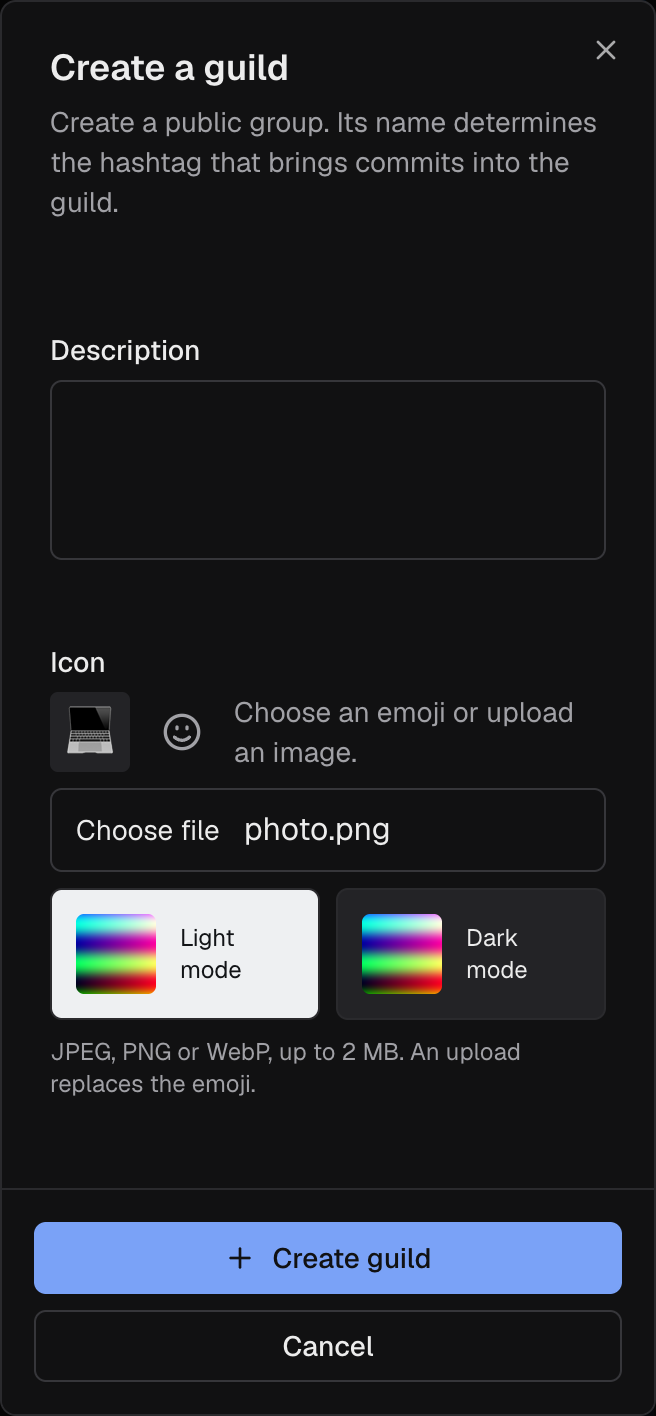 Create a guild
Create a public group. Its name determines
the hashtag that brings commits into the
guild.
Description
Icon
Choose an emoji or upload
an image.
Choose file photo.png
Light
mode
Dark
mode
JPEG, PNG or WebP, up to 2 MB. An upload
replaces the emoji.
Create guild
Cancel